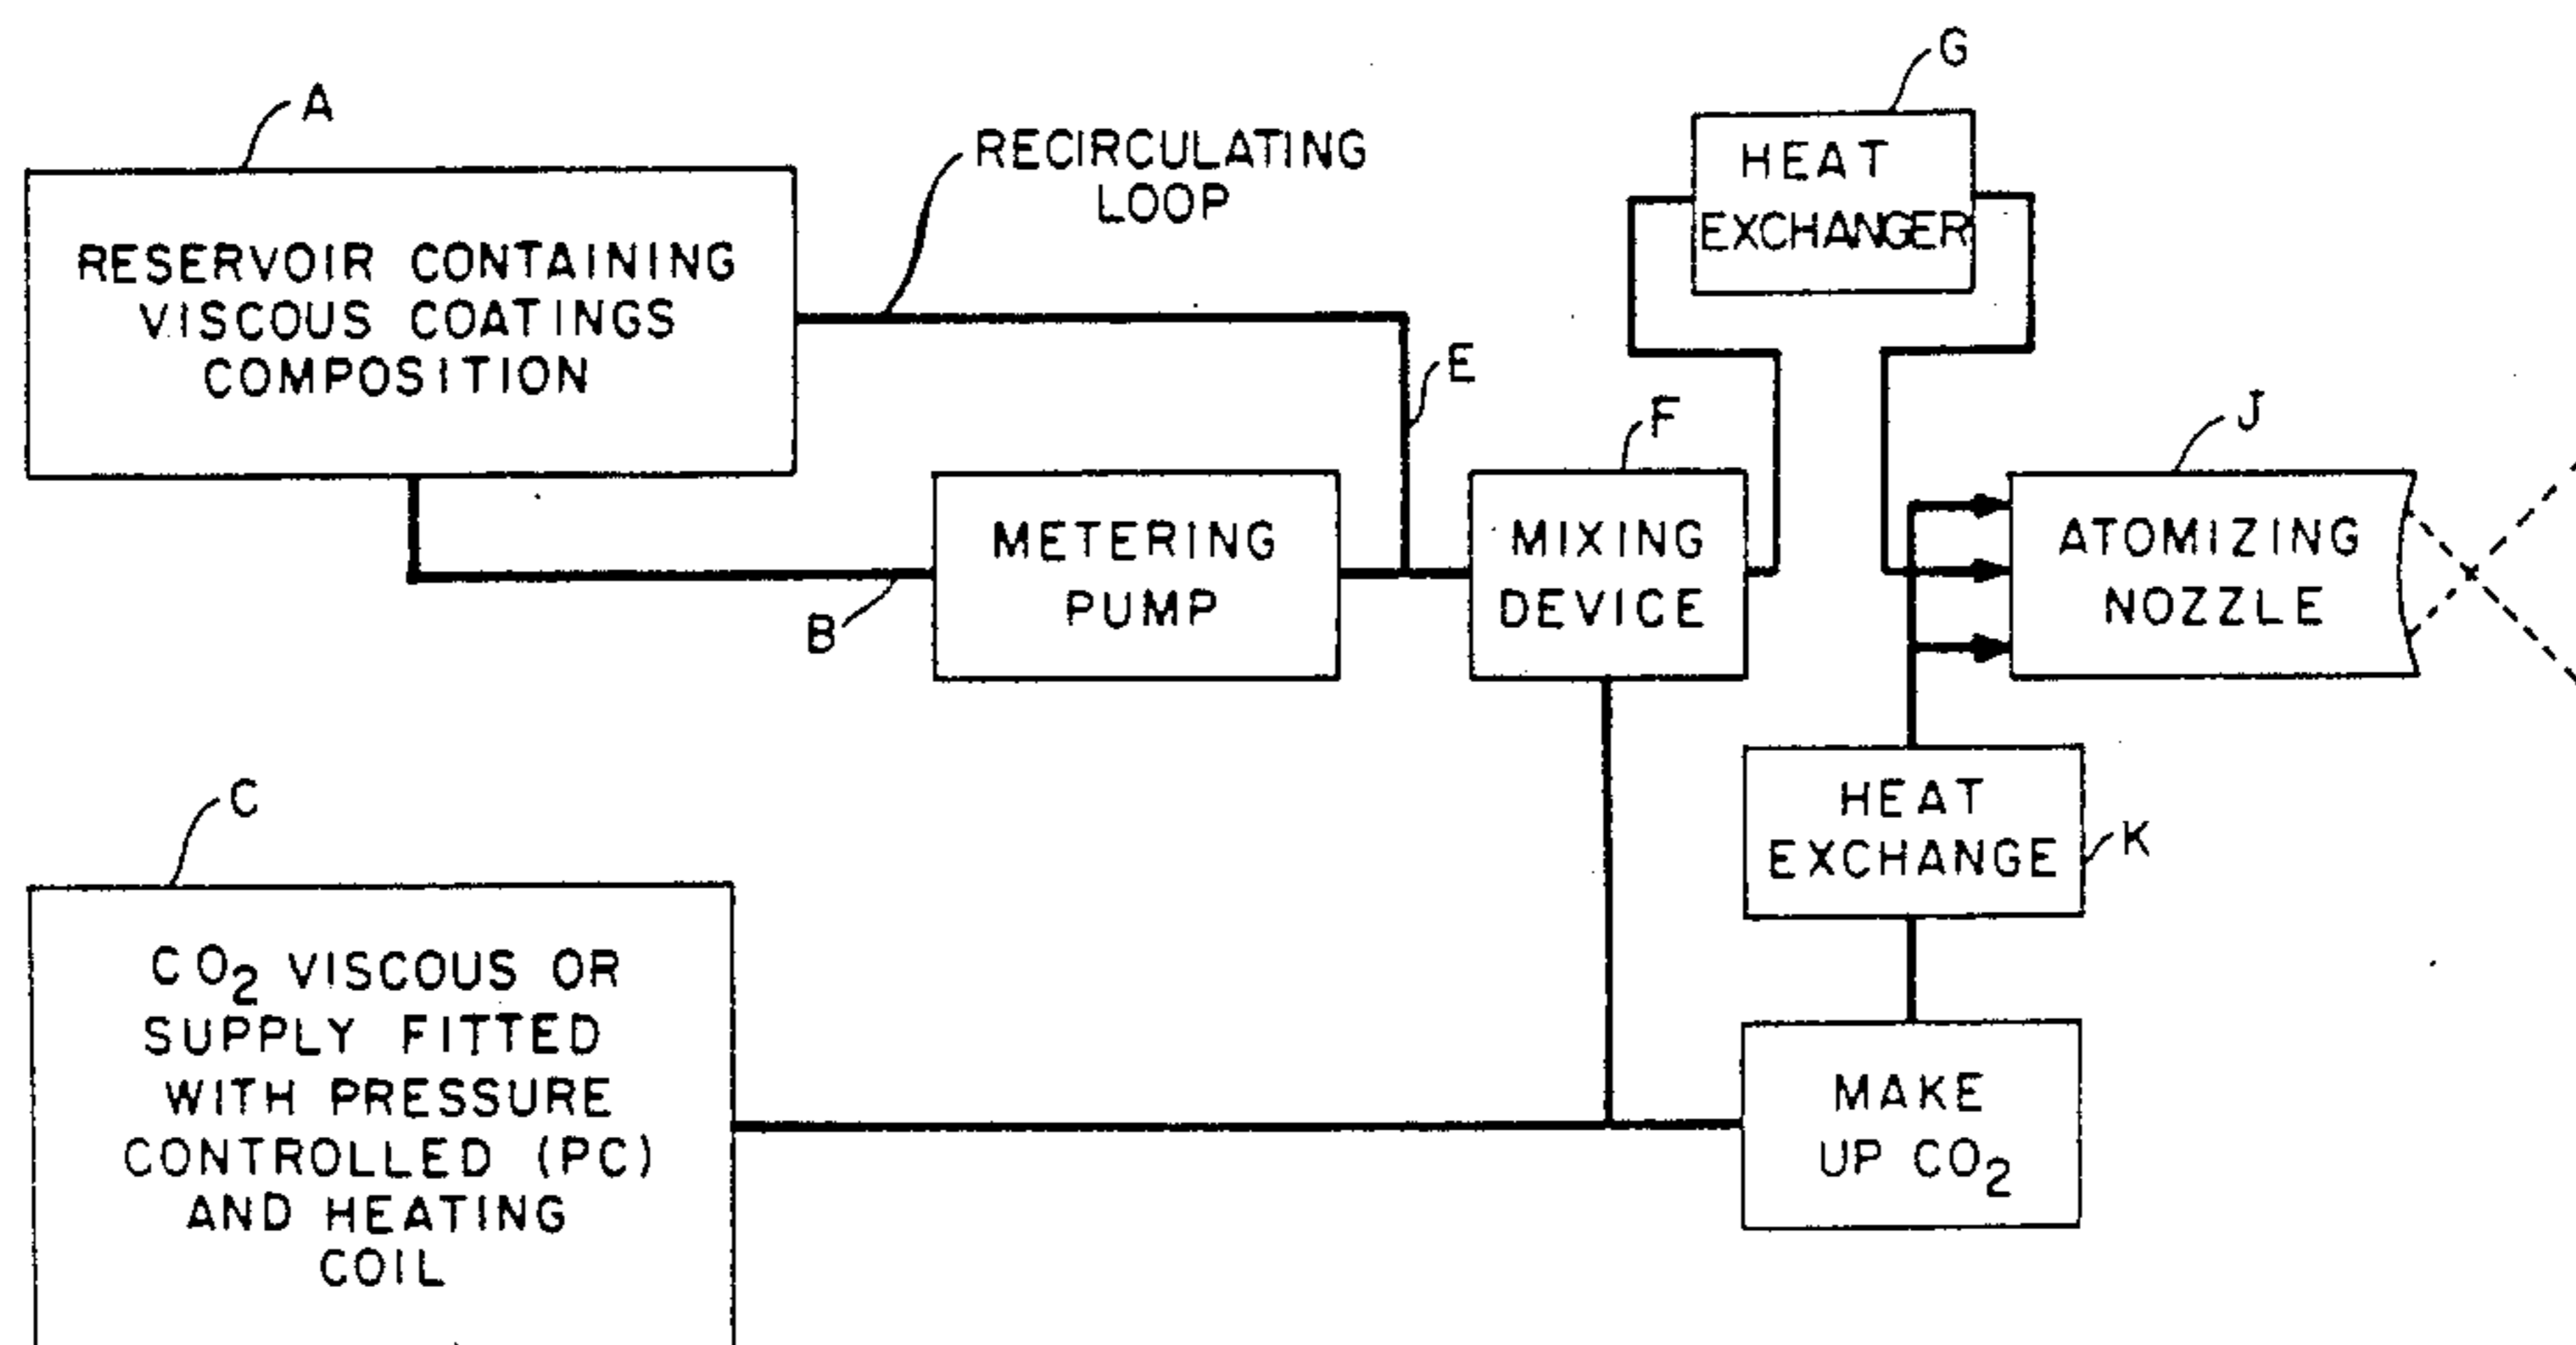 A
RECIRCULATING
LOOP
G
HEAT
EXCHANGER
RESERVOIR CONTAINING
VISCOUS COATINGS
COMPOSITION
E
F
J
METERING
PUMP
B
MIXING
DEVICE
ATOMIZING
NOZZLE
C
HEAT
EXCHANGE
K
CO₂ VISCOUS OR
SUPPLY FITTED
WITH PRESSURE
CONTROLLED (PC)
AND HEATING
COIL
MAKE
UP CO₂